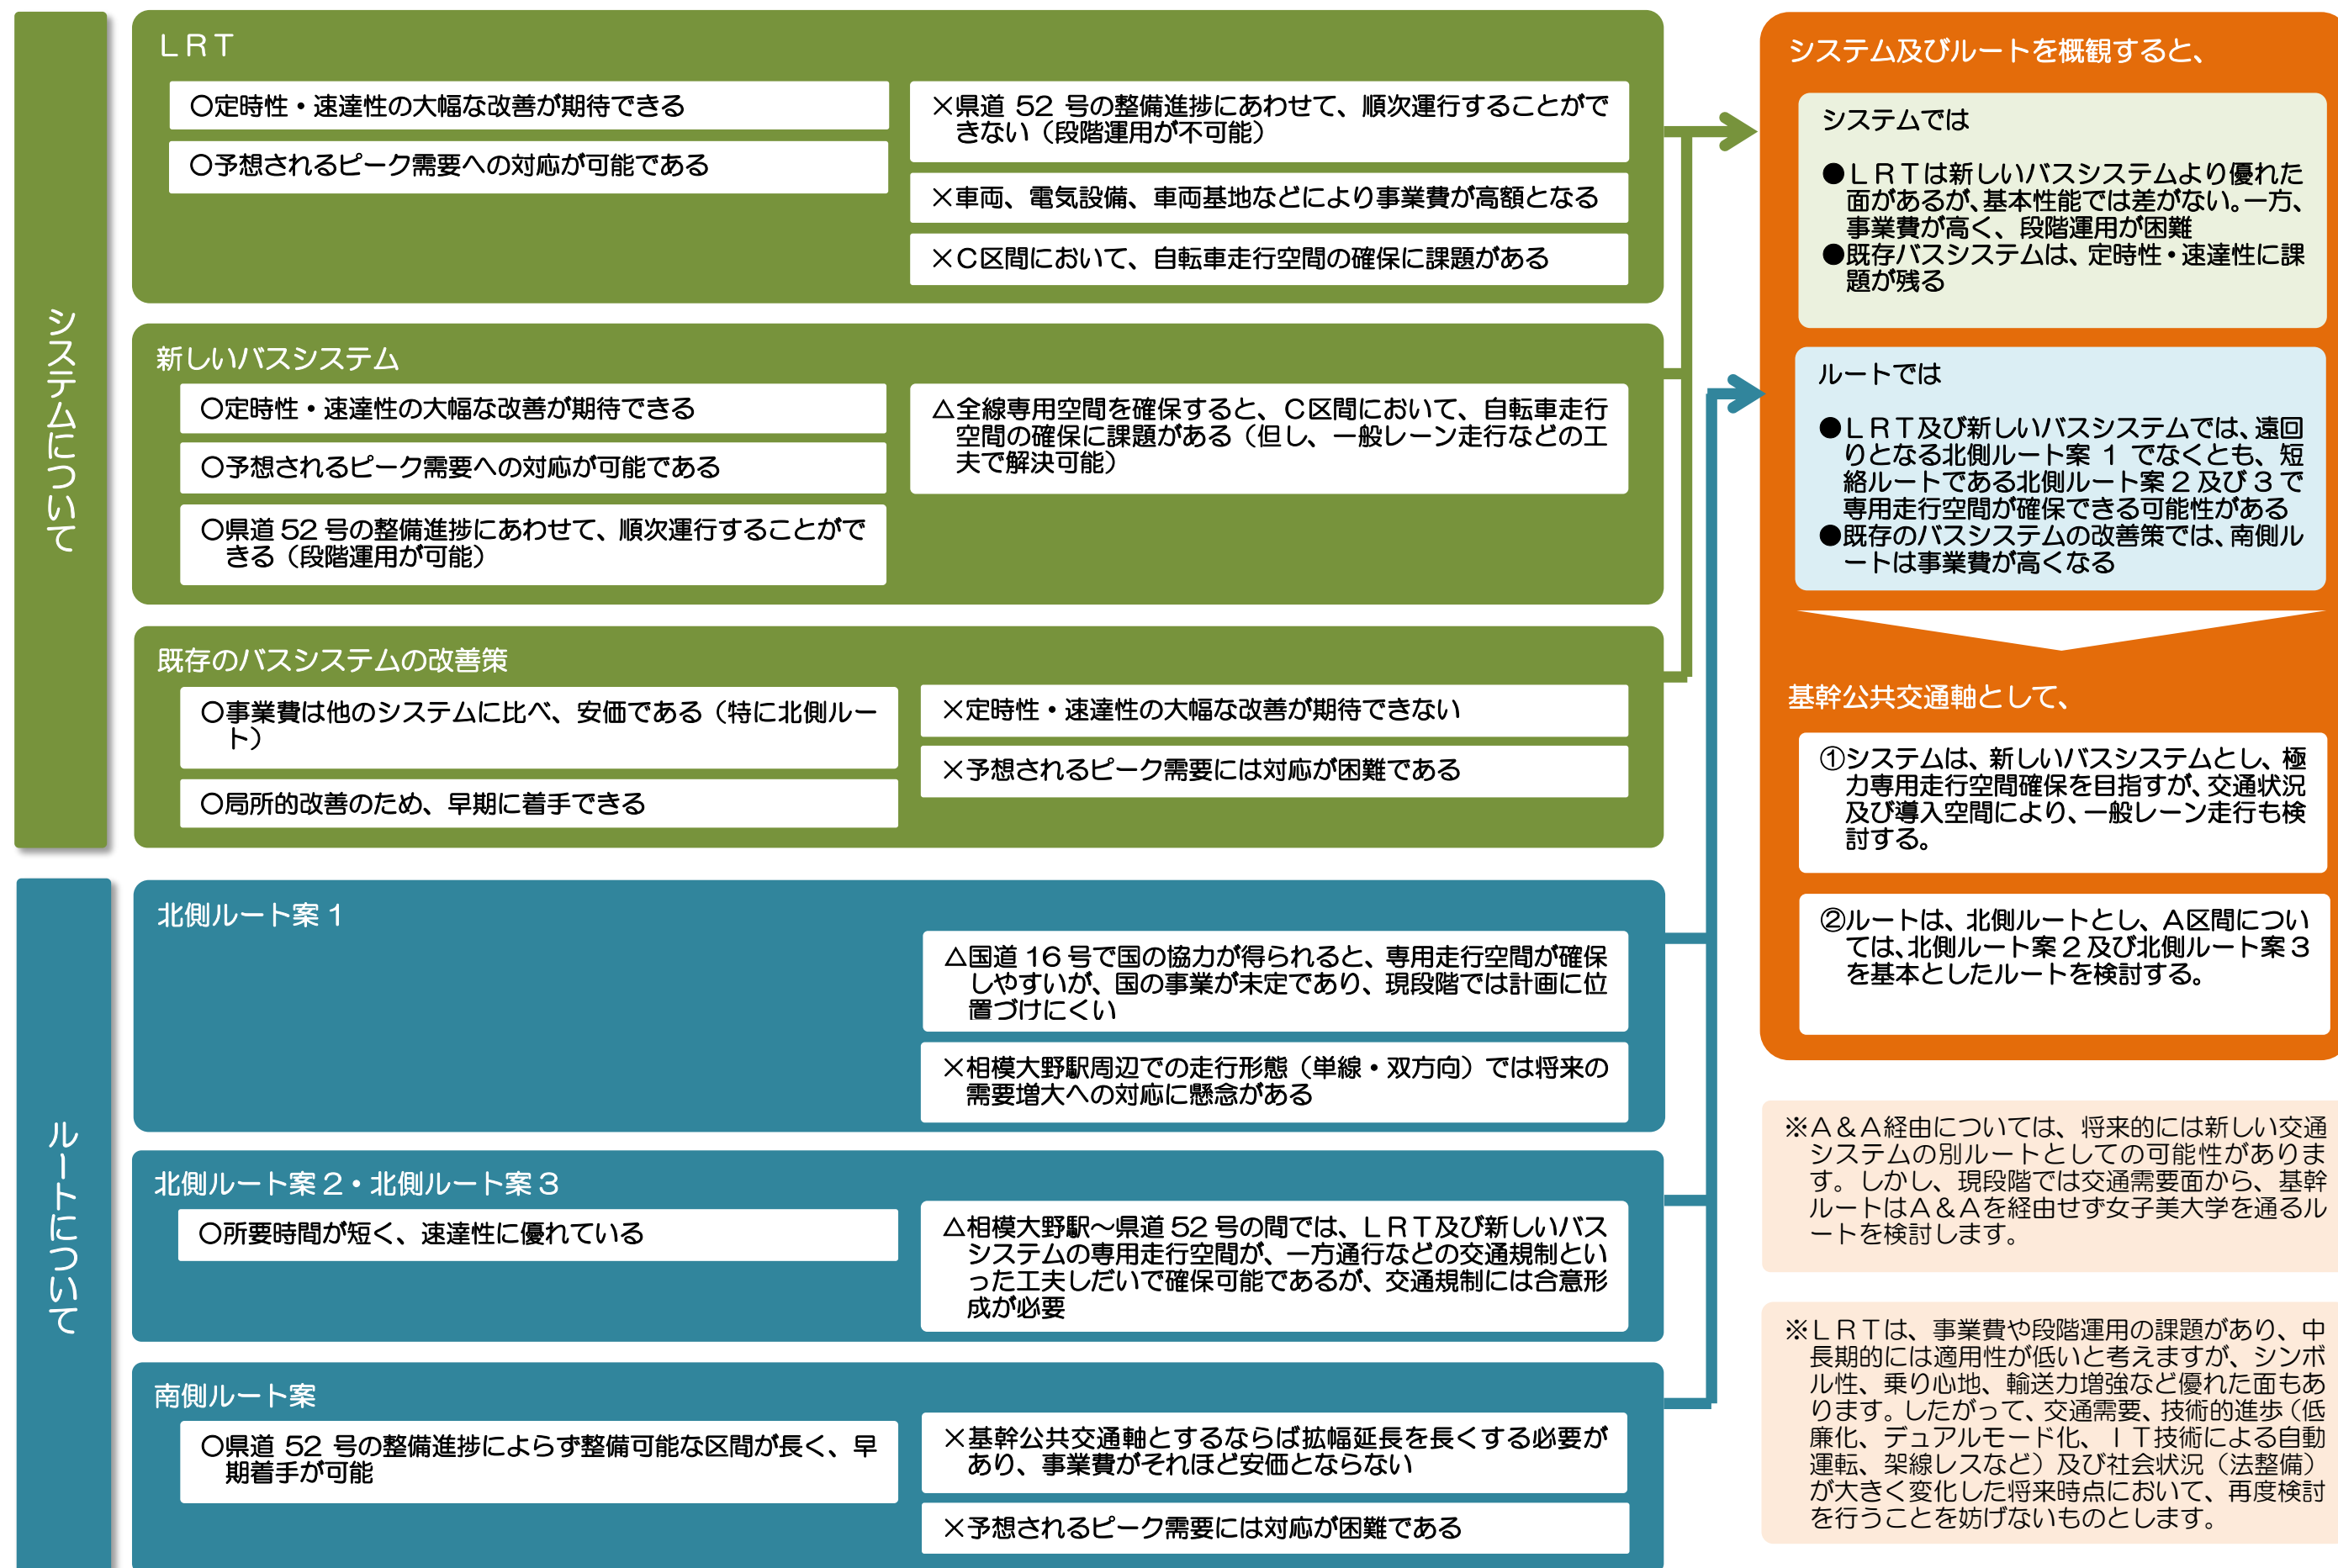 システムについて
ＬＲＴ
○定時性・速達性の大幅な改善が期待できる
○予想されるピーク需要への対応が可能である
×県道 52 号の整備進捗にあわせて、順次運行することがで
きない（段階運用が不可能）
×車両、電気設備、車両基地などにより事業費が高額となる
×Ｃ区間において、自転車走行空間の確保に課題がある
新しいバスシステム
○定時性・速達性の大幅な改善が期待できる
○予想されるピーク需要への対応が可能である
○県道 52 号の整備進捗にあわせて、順次運行することがで
きる（段階運用が可能）
△全線専用空間を確保すると、Ｃ区間において、自転車走行
空間の確保に課題がある（但し、一般レーン走行などの工
夫で解決可能）
既存のバスシステムの改善策
○事業費は他のシステムに比べ、安価である（特に北側ルー
ト）
○局所的改善のため、早期に着手できる
×定時性・速達性の大幅な改善が期待できない
×予想されるピーク需要には対応が困難である
ルートについて
北側ルート案 1
△国道 16 号で国の協力が得られると、専用走行空間が確保
しやすいが、国の事業が未定であり、現段階では計画に位
置づけにくい
×相模大野駅周辺での走行形態（単線・双方向）では将来の
需要増大への対応に懸念がある
北側ルート案２・北側ルート案３
○所要時間が短く、速達性に優れている
△相模大野駅～県道 52 号の間では、ＬＲＴ及び新しいバス
システムの専用走行空間が、一方通行などの交通規制とい
った工夫しだいで確保可能であるが、交通規制には合意形
成が必要
南側ルート案
○県道 52 号の整備進捗によらず整備可能な区間が長く、早
期着手が可能
×基幹公共交通軸とするならば拡幅延長を長くする必要が
あり、事業費がそれほど安価とならない
×予想されるピーク需要には対応が困難である
システム及びルートを概観すると、
システムでは
●ＬＲＴは新しいバスシステムより優れた
面があるが、基本性能では差がない。一方、
事業費が高く、段階運用が困難
●既存バスシステムは、定時性・速達性に課
題が残る
ルートでは
●ＬＲＴ及び新しいバスシステムでは、遠回
りとなる北側ルート案 1 でなくとも、短
絡ルートである北側ルート案２及び３で
専用走行空間が確保できる可能性がある
●既存のバスシステムの改善策では、南側ル
ートは事業費が高くなる
基幹公共交通軸として、
①システムは、新しいバスシステムとし、極
力専用走行空間確保を目指すが、交通状況
及び導入空間により、一般レーン走行も検
討する。
②ルートは、北側ルートとし、Ａ区間につい
ては、北側ルート案２及び北側ルート案３
を基本としたルートを検討する。
※Ａ＆Ａ経由については、将来的には新しい交通
システムの別ルートとしての可能性がありま
す。しかし、現段階では交通需要面から、基幹
ルートはＡ＆Ａを経由せず女子美大学を通るル
ートを検討します。
※ＬＲＴは、事業費や段階運用の課題があり、中
長期的には適用性が低いと考えますが、シンボ
ル性、乗り心地、輸送力増強など優れた面もあ
ります。したがって、交通需要、技術的進歩（低
廉化、デュアルモード化、ＩＴ技術による自動
運転、架線レスなど）及び社会状況（法整備）
が大きく変化した将来時点において、再度検討
を行うことを妨げないものとします。